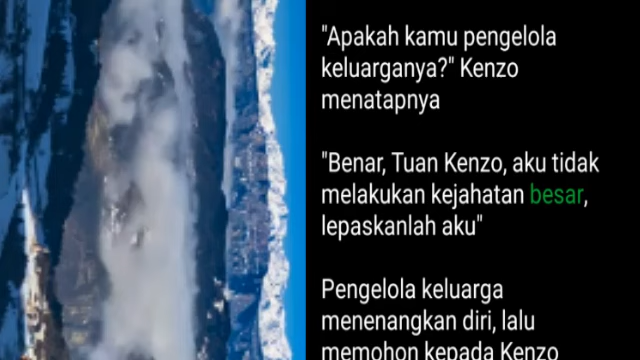 "Apakah kamu pengelola
keluarganya?" Kenzo
menatapnya
"Benar, Tuan Kenzo, aku tidak
melakukan kejahatan besar,
lepaskanlah aku"
Pengelola keluarga
menenangkan diri, lalu
memohon kepada Kenzo